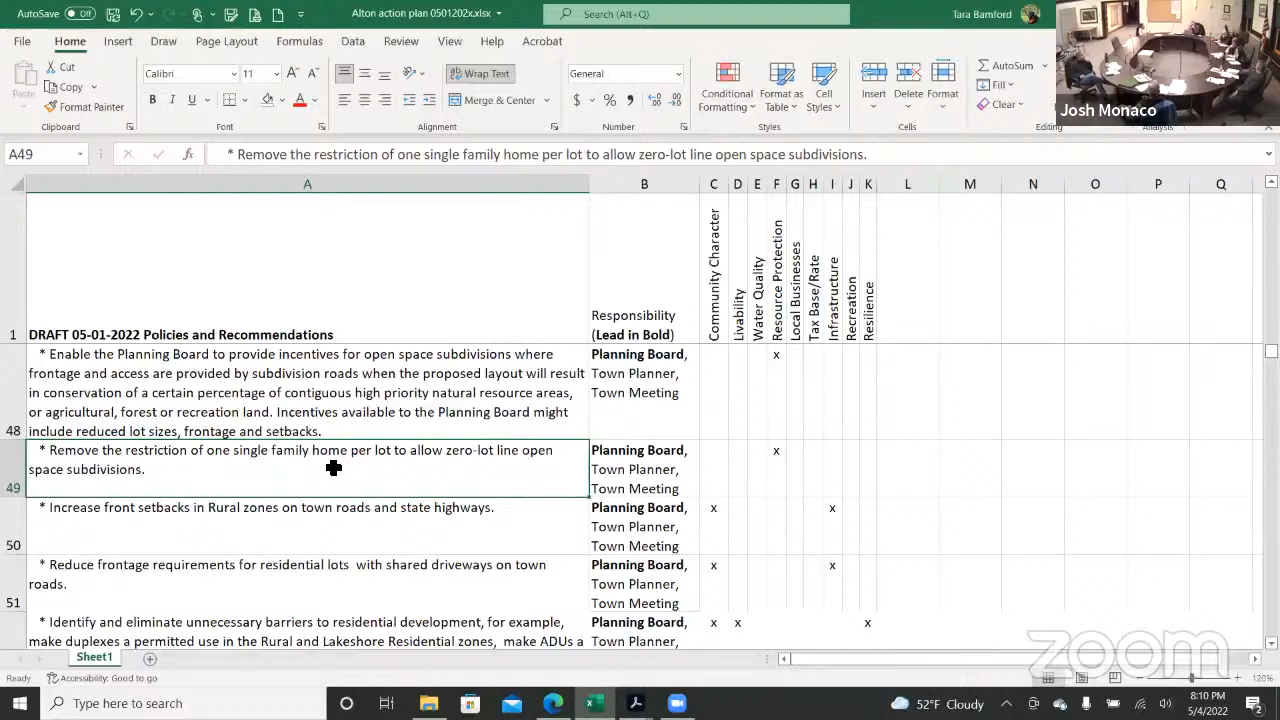 AutoSave Off Alton action plan 0501202xx.xlsx Search (Alt+Q) Tara Bamford
File Home Insert Draw Page Layout Formulas Data Review View Help Acrobat
Paste Cut Copy Format Painter Clipboard
Calibri 11 B I U A Font
Wrap Text Merge & Center Alignment
General $ % Number
Conditional Formatting Format as Table Cell Styles Styles
Insert Delete Format Cells
AutoSum Fill Clear Editing
Analysis
Josh Monaco
A49 fx * Remove the restriction of one single family home per lot to allow zero-lot line open space subdivisions.
A B C D E F G H I J K L M N O P Q
1 DRAFT 05-01-2022 Policies and Recommendations
Responsibility
(Lead in Bold)
Community Character
Livability
Water Quality
Resource Protection
Local Businesses
Tax Base/Rate
Infrastructure
Recreation
Resilience
48 * Enable the Planning Board to provide incentives for open space subdivisions where
frontage and access are provided by subdivision roads when the proposed layout will result
in conservation of a certain percentage of contiguous high priority natural resource areas,
or agricultural, forest or recreation land. Incentives available to the Planning Board might
include reduced lot sizes, frontage and setbacks.
Planning Board,
Town Planner,
Town Meeting
x
49 * Remove the restriction of one single family home per lot to allow zero-lot line open
space subdivisions.
Planning Board,
Town Planner,
Town Meeting
x
50 * Increase front setbacks in Rural zones on town roads and state highways.
Planning Board,
Town Planner,
Town Meeting
x x
51 * Reduce frontage requirements for residential lots with shared driveways on town
roads.
Planning Board,
Town Planner,
Town Meeting
x x
* Identify and eliminate unnecessary barriers to residential development, for example,
make duplexes a permitted use in the Rural and Lakeshore Residential zones, make ADUs a
Planning Board,
Town Planner,
x x x
zoom
Sheet1
Ready Accessibility: Good to go 120%
Type here to search 52°F Cloudy 8:10 PM
5/4/2022